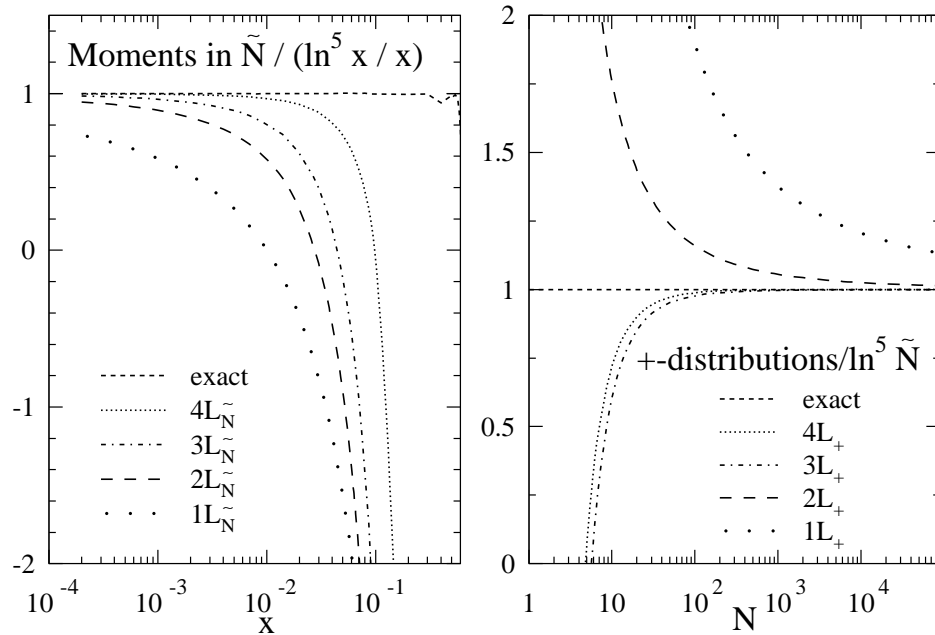 Moments in Ñ / (ln⁵ x / x)
1
0
-1
-2
exact
4L_Ñ
3L_Ñ
2L_Ñ
1L_Ñ
10⁻⁴
10⁻³
10⁻²
10⁻¹
x
2
1.5
1
0.5
0
+-distributions/ln⁵ Ñ
exact
4L₊
3L₊
2L₊
1L₊
1
10
10²
10³
10⁴
N